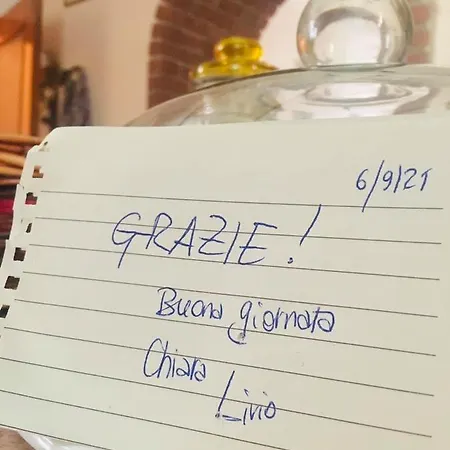 6/9/21
GRAZIE!
Buona giornata
Chiara
Livio